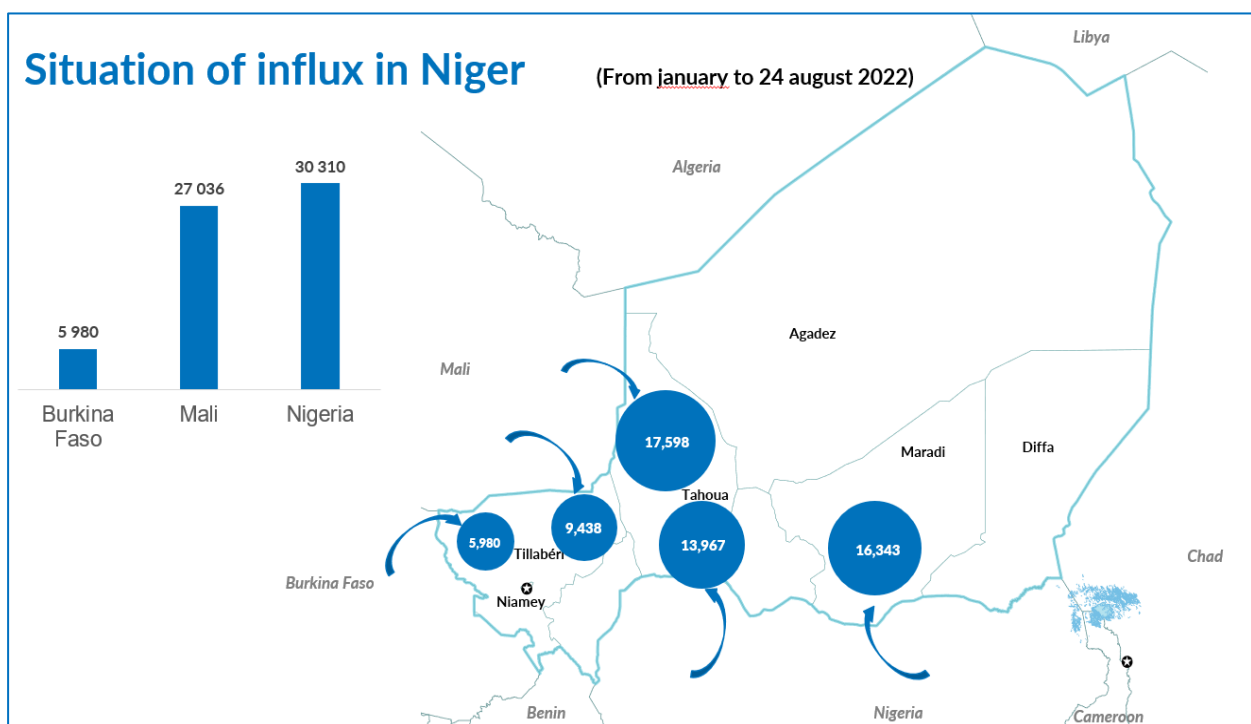 Situation of influx in Niger
(From january to 24 august 2022)
Libya
Algeria
30 310
27 036
5 980
Burkina
Faso
Mali
Nigeria
Mali
Agadez
Maradi
Diffa
17,598
Tahoua
9,438
5,980
Tillabéri
13,967
16,343
Chad
Burkina Faso
Niamey
Benin
Nigeria
Cameroon